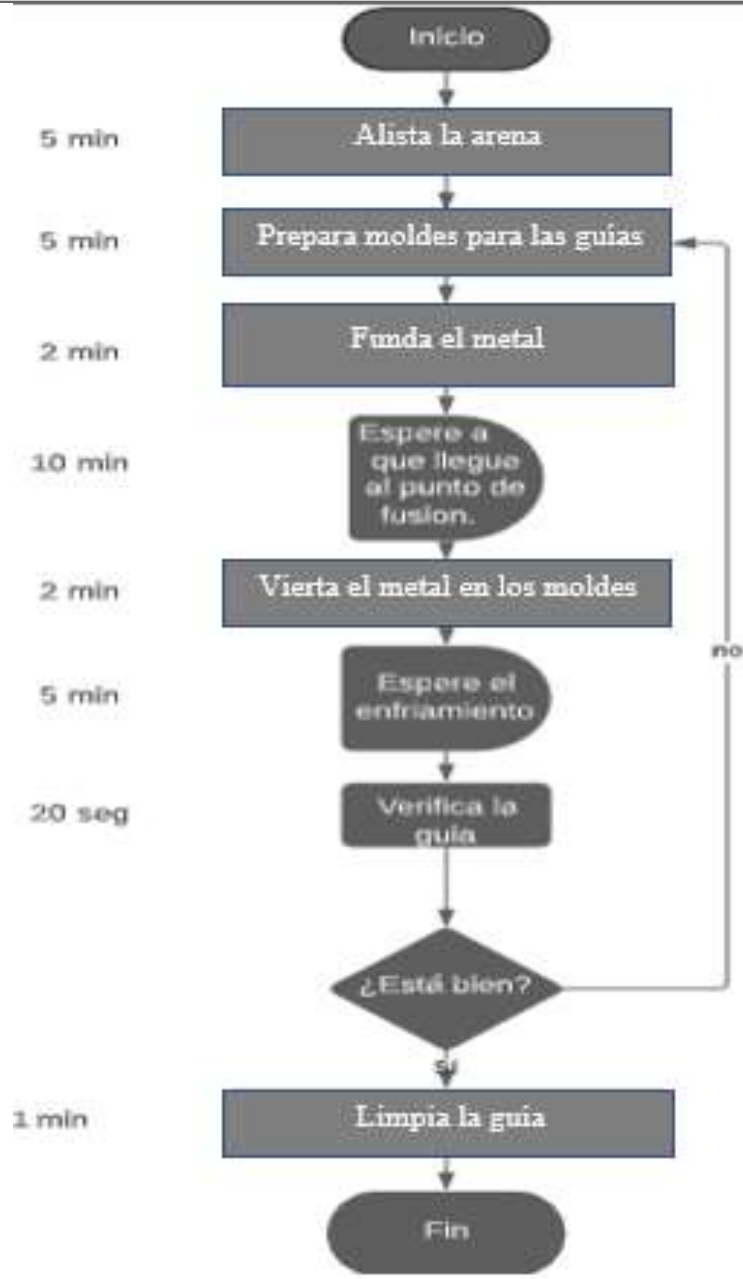 Inicio
5 min
Alista la arena
5 min
Prepara moldes para las guias
2 min
Funda el metal
10 min
Espere a
que llegue
al punto de
fusion.
2 min
Vierta el metal en los moldes
no
5 min
Espere el
enfriamiento
20 seg
Verifica la
guia
¿Está bien?
si
1 min
Limpia la guia
Fin